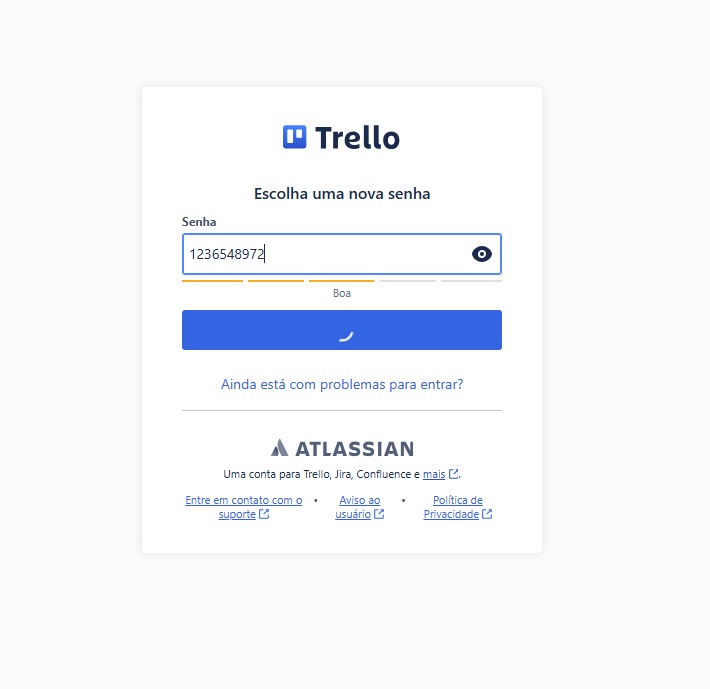 Trello
Escolha uma nova senha
Senha
1236548972
Boa
Ainda está com problemas para entrar?
ATLASSIAN
Uma conta para Trello, Jira, Confluence e mais.
Entre em contato com o suporte • Aviso ao usuário • Política de Privacidade